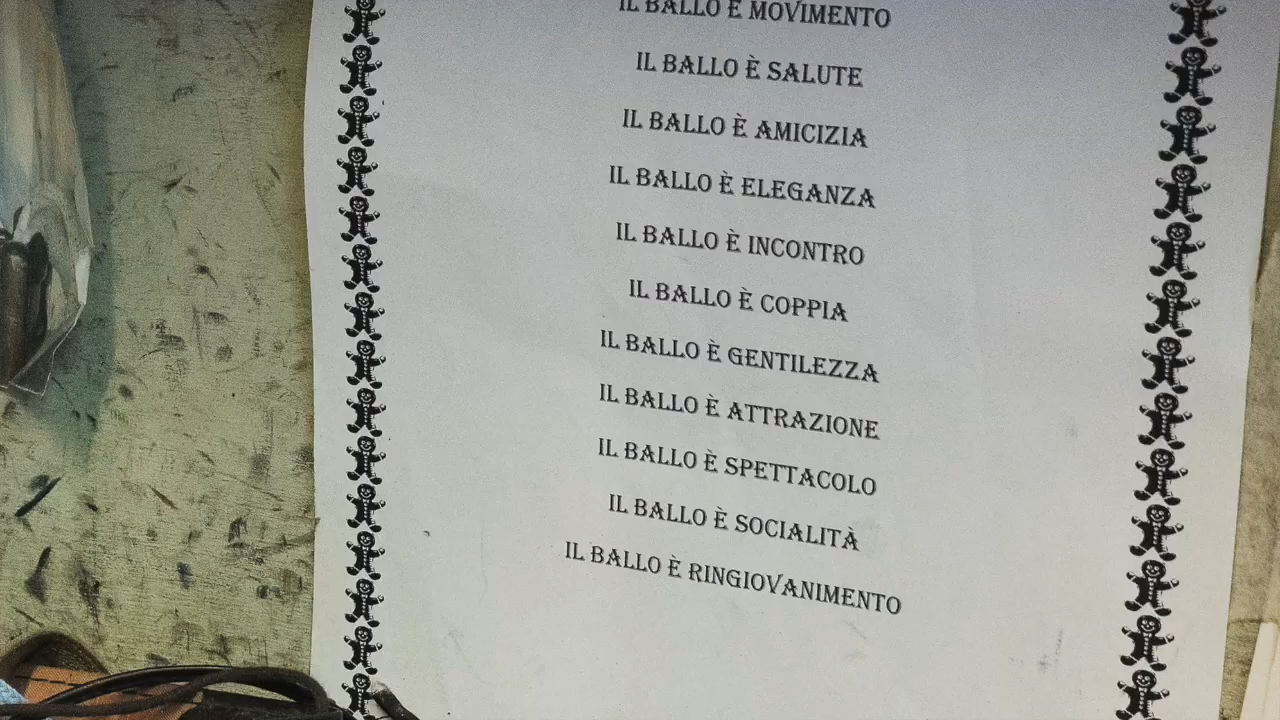 IL BALLO È MOVIMENTO
IL BALLO È SALUTE
IL BALLO È AMICIZIA
IL BALLO È ELEGANZA
IL BALLO È INCONTRO
IL BALLO È COPPIA
IL BALLO È GENTILEZZA
IL BALLO È ATTRAZIONE
IL BALLO È SPETTACOLO
IL BALLO È SOCIALITÀ
IL BALLO È RINGIOVANIMENTO